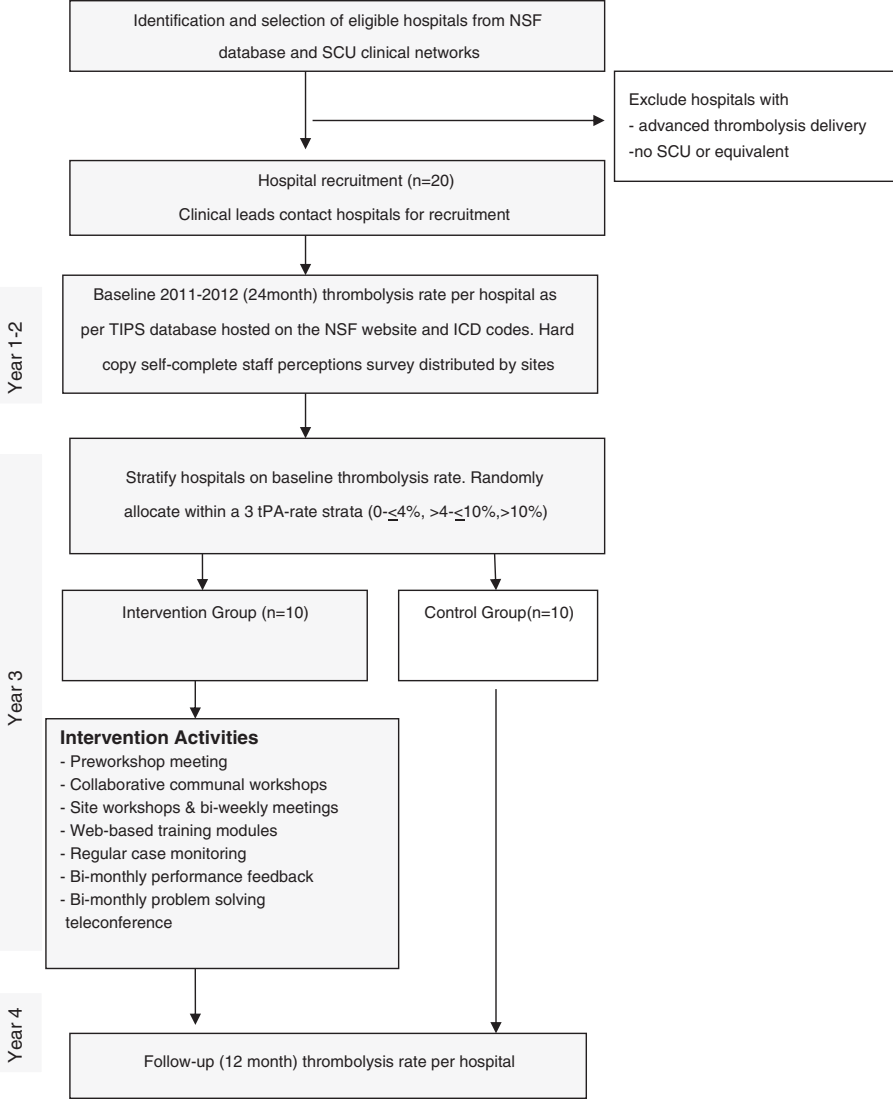 Identification and selection of eligible hospitals from NSF
database and SCU clinical networks
Exclude hospitals with
- advanced thrombolysis delivery
-no SCU or equivalent
Hospital recruitment (n=20)
Clinical leads contact hospitals for recruitment
Year 1-2
Baseline 2011-2012 (24month) thrombolysis rate per hospital as
per TIPS database hosted on the NSF website and ICD codes. Hard
copy self-complete staff perceptions survey distributed by sites
Year 3
Stratify hospitals on baseline thrombolysis rate. Randomly
allocate within a 3 tPA-rate strata (0-≤4%, >4-≤10%,>10%)
Intervention Group (n=10)
Control Group(n=10)
Intervention Activities
- Preworkshop meeting
- Collaborative communal workshops
- Site workshops & bi-weekly meetings
- Web-based training modules
- Regular case monitoring
- Bi-monthly performance feedback
- Bi-monthly problem solving
teleconference
Year 4
Follow-up (12 month) thrombolysis rate per hospital